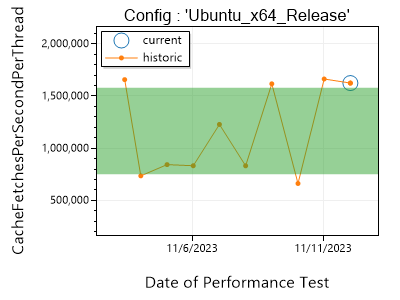 Config : 'Ubuntu_x64_Release'
CacheFetchesPerSecondPerThread
2,000,000
1,500,000
1,000,000
500,000
current
historic
11/6/2023
11/11/2023
Date of Performance Test